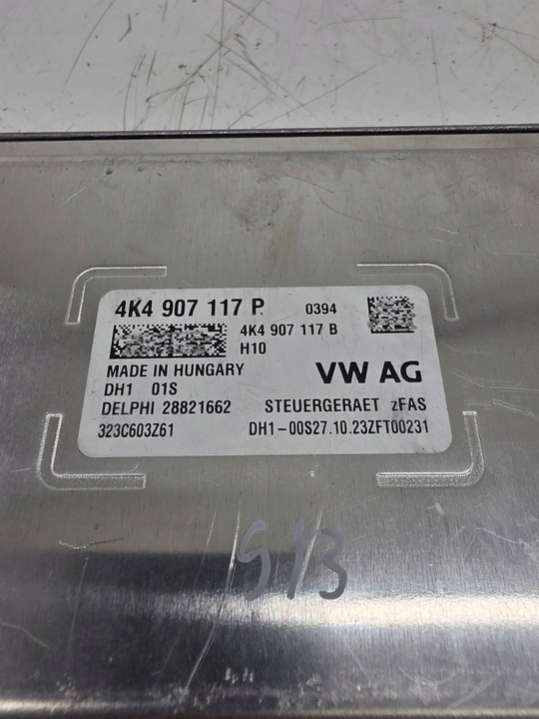 4K4 907 117 P 0394
4K4 907 117 B
H10
MADE IN HUNGARY
VW AG
DH1 01S
DELPHI 28821662 STEUERGERAET zFAS
323C603Z61 DH1-00S27.10.23ZFT00231
S13